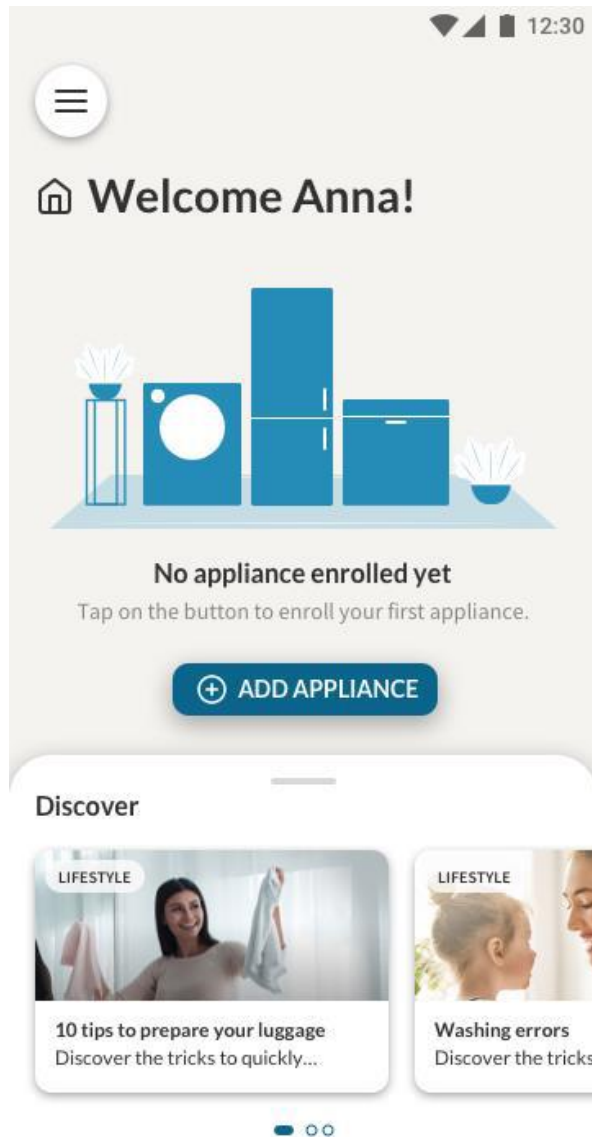 12:30
Welcome Anna!
No appliance enrolled yet
Tap on the button to enroll your first appliance.
ADD APPLIANCE
Discover
LIFESTYLE
10 tips to prepare your luggage
Discover the tricks to quickly...
LIFESTYLE
Washing errors
Discover the tricks